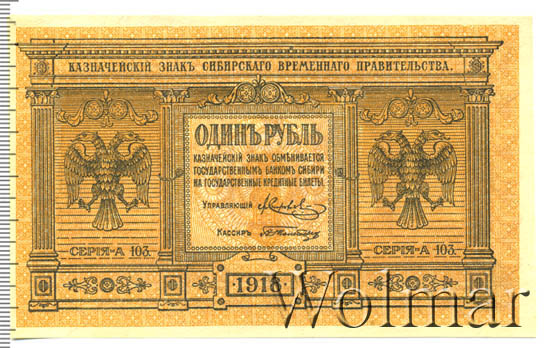 КАЗНАЧЕЙСКІЙ ЗНАКЪ СИБИРСКАГО ВРЕМЕННАГО ПРАВИТЕЛЬСТВА.
ОДИНЪ РУБЛЬ
КАЗНАЧЕЙСКІЙ ЗНАКЪ ОБМѢНИВАЕТСЯ
ГОСУДАРСТВЕННЫМЪ БАНКОМЪ СИБИРИ
НА ГОСУДАРСТВЕННЫЕ КРЕДИТНЫЕ БИЛЕТЫ.
УПРАВЛЯЮЩІЙ
КАССИРЪ
СЕРІЯ-А 103.
СЕРІЯ-А 103.
1918
Wolmar